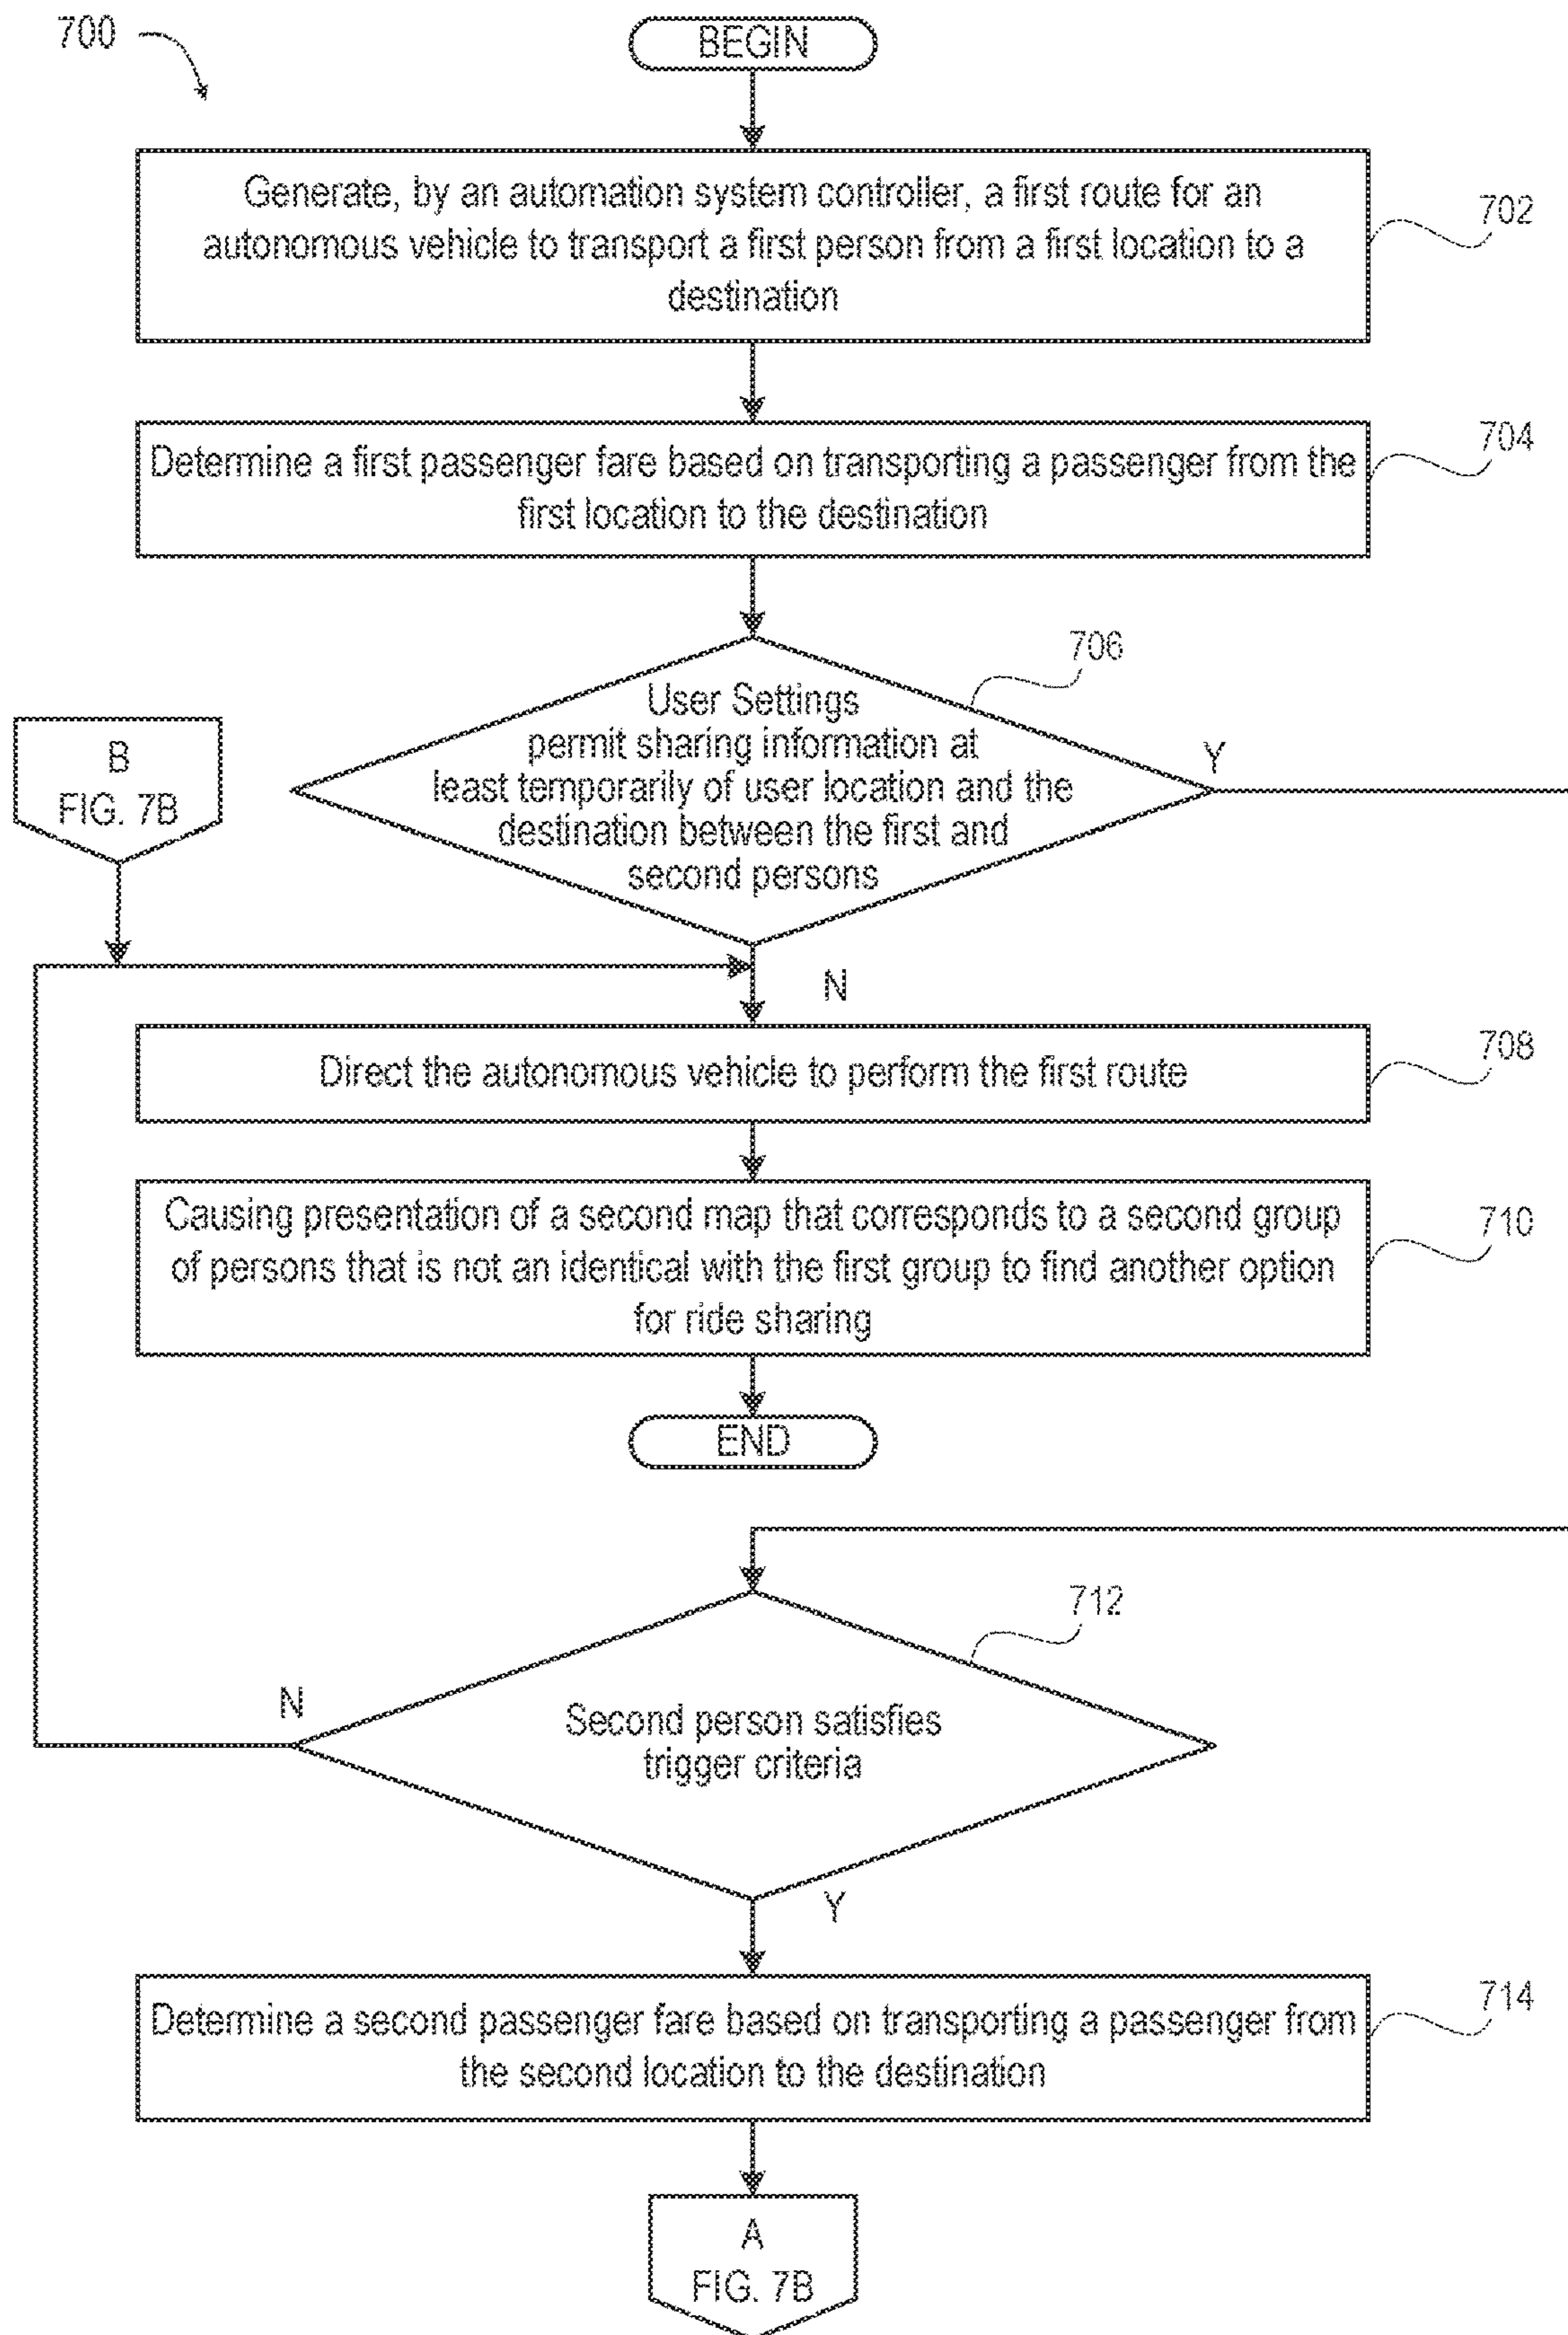 700
BEGIN
Generate, by an automation system controller, a first route for an
autonomous vehicle to transport a first person from a first location to a
destination
702
Determine a first passenger fare based on transporting a passenger from the
first location to the destination
704
User Settings
permit sharing information at
least temporarily of user location and the
destination between the first and
second persons
706
Y
B
FIG. 7B
N
Direct the autonomous vehicle to perform the first route
708
Causing presentation of a second map that corresponds to a second group
of persons that is not an identical with the first group to find another option
for ride sharing
710
END
Second person satisfies
trigger criteria
712
N
Y
Determine a second passenger fare based on transporting a passenger from
the second location to the destination
714
A
FIG. 7B